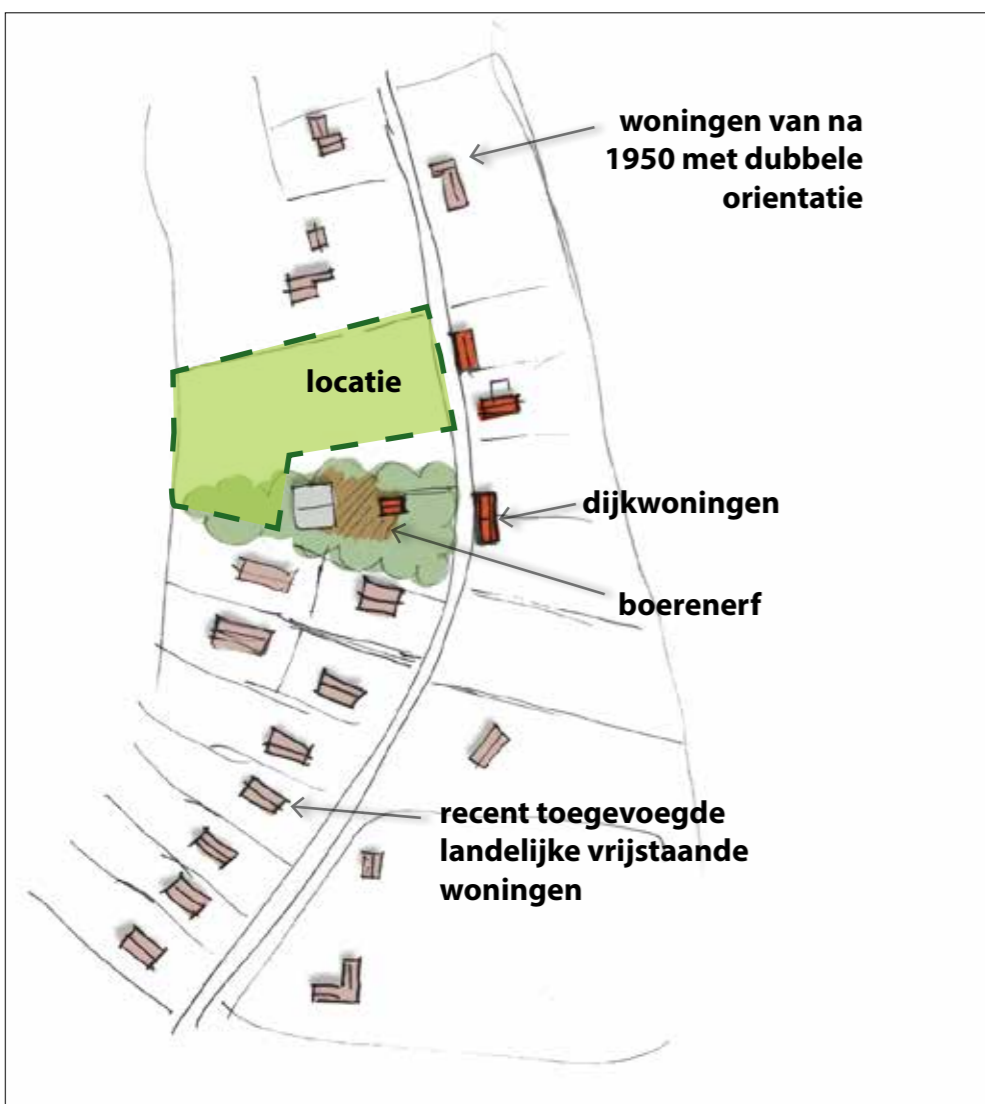 woningen van na
1950 met dubbele
orientatie
locatie
dijkwoningen
boerenerf
recent toegevoegde
landelijke vrijstaande
woningen